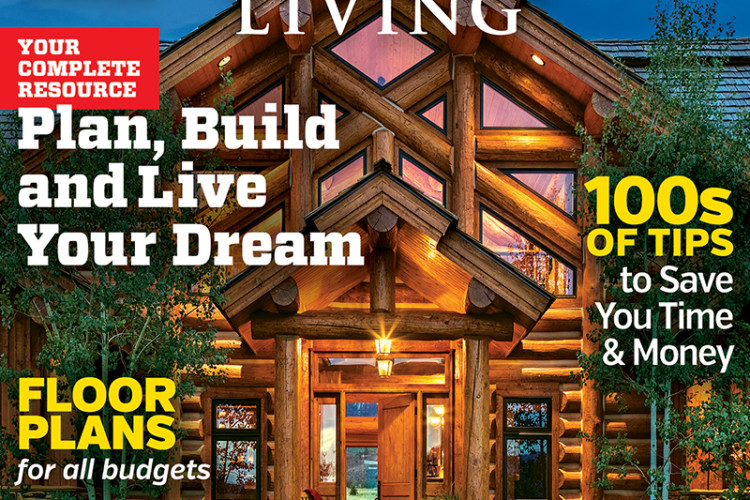 LIVING
YOUR
COMPLETE
RESOURCE
Plan, Build
and Live
Your Dream
100s
OF TIPS
to Save
You Time
& Money
FLOOR
PLANS
for all budgets